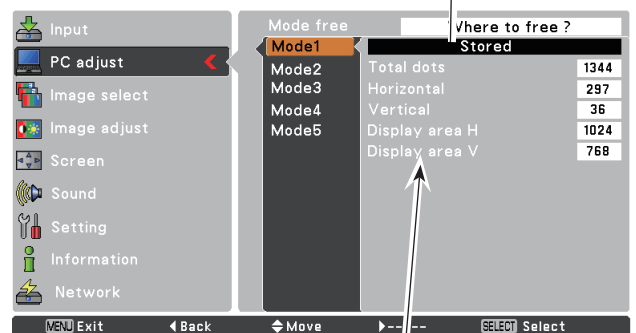 Input
PC adjust
Image select
Image adjust
Screen
Sound
Setting
Information
Network
Mode free
Where to free ?
Mode1
Mode2
Mode3
Mode4
Mode5
Stored
Total dots 1344
Horizontal 297
Vertical 36
Display area H 1024
Display area V 768
MENU Exit Back Move ----- SELECT Select